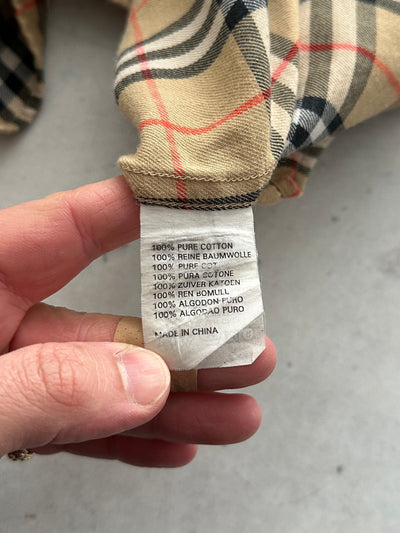 100% PURE COTTON
100% REINE BAUMWOLLE
100% PURE COT
100% PURA COTONE
100% ZUIVER KATOEN
100% REN BOMULL
100% ALGODON PURO
100% ALGODAO PURO
MADE IN CHINA